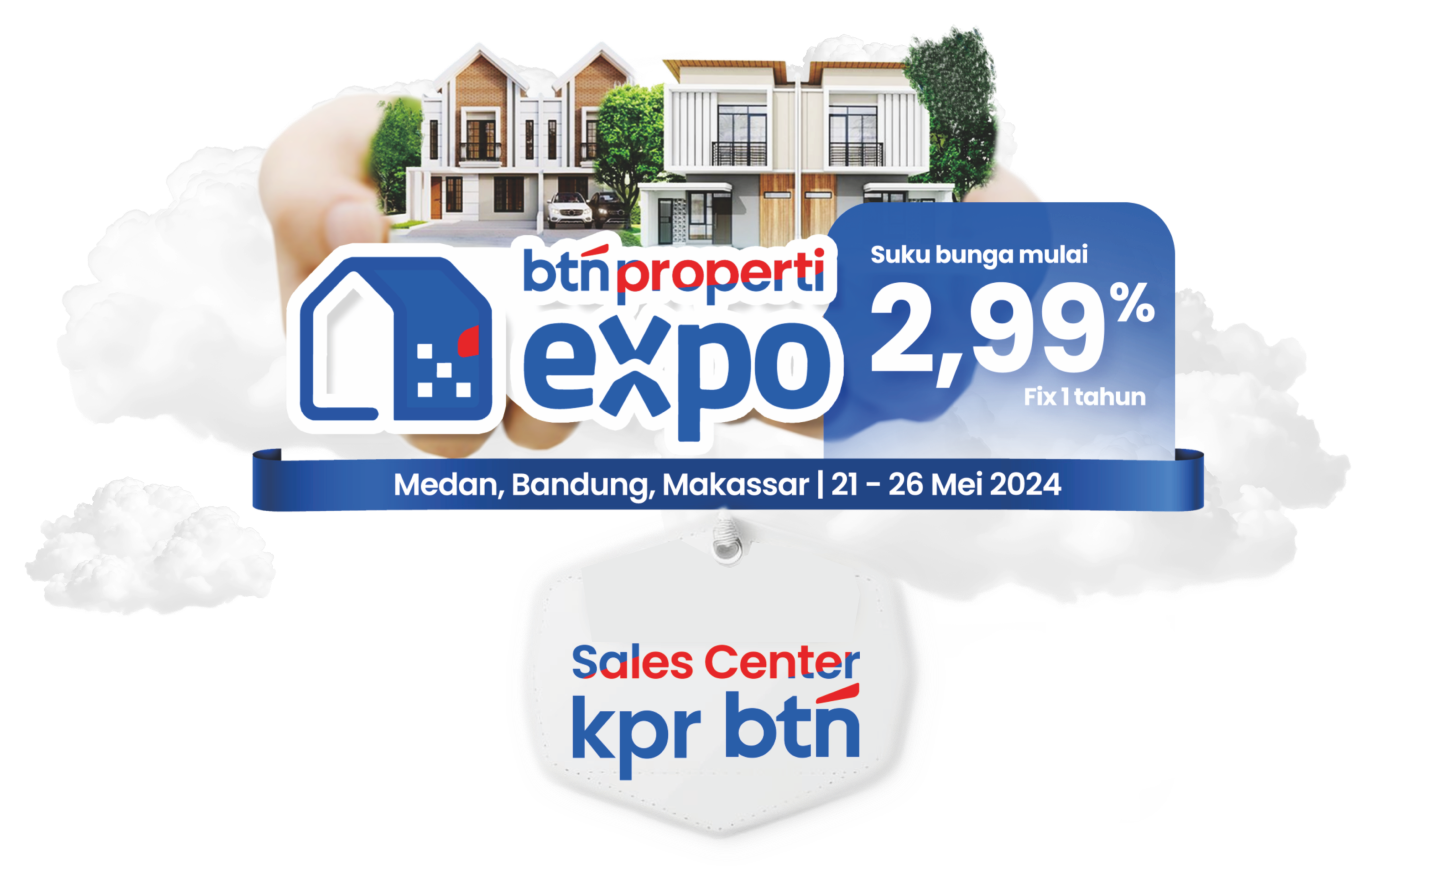 btn properti
expo
Suku bunga mulai
2,99%
Fix 1 tahun
Medan, Bandung, Makassar | 21 - 26 Mei 2024
Sales Center
kpr btn